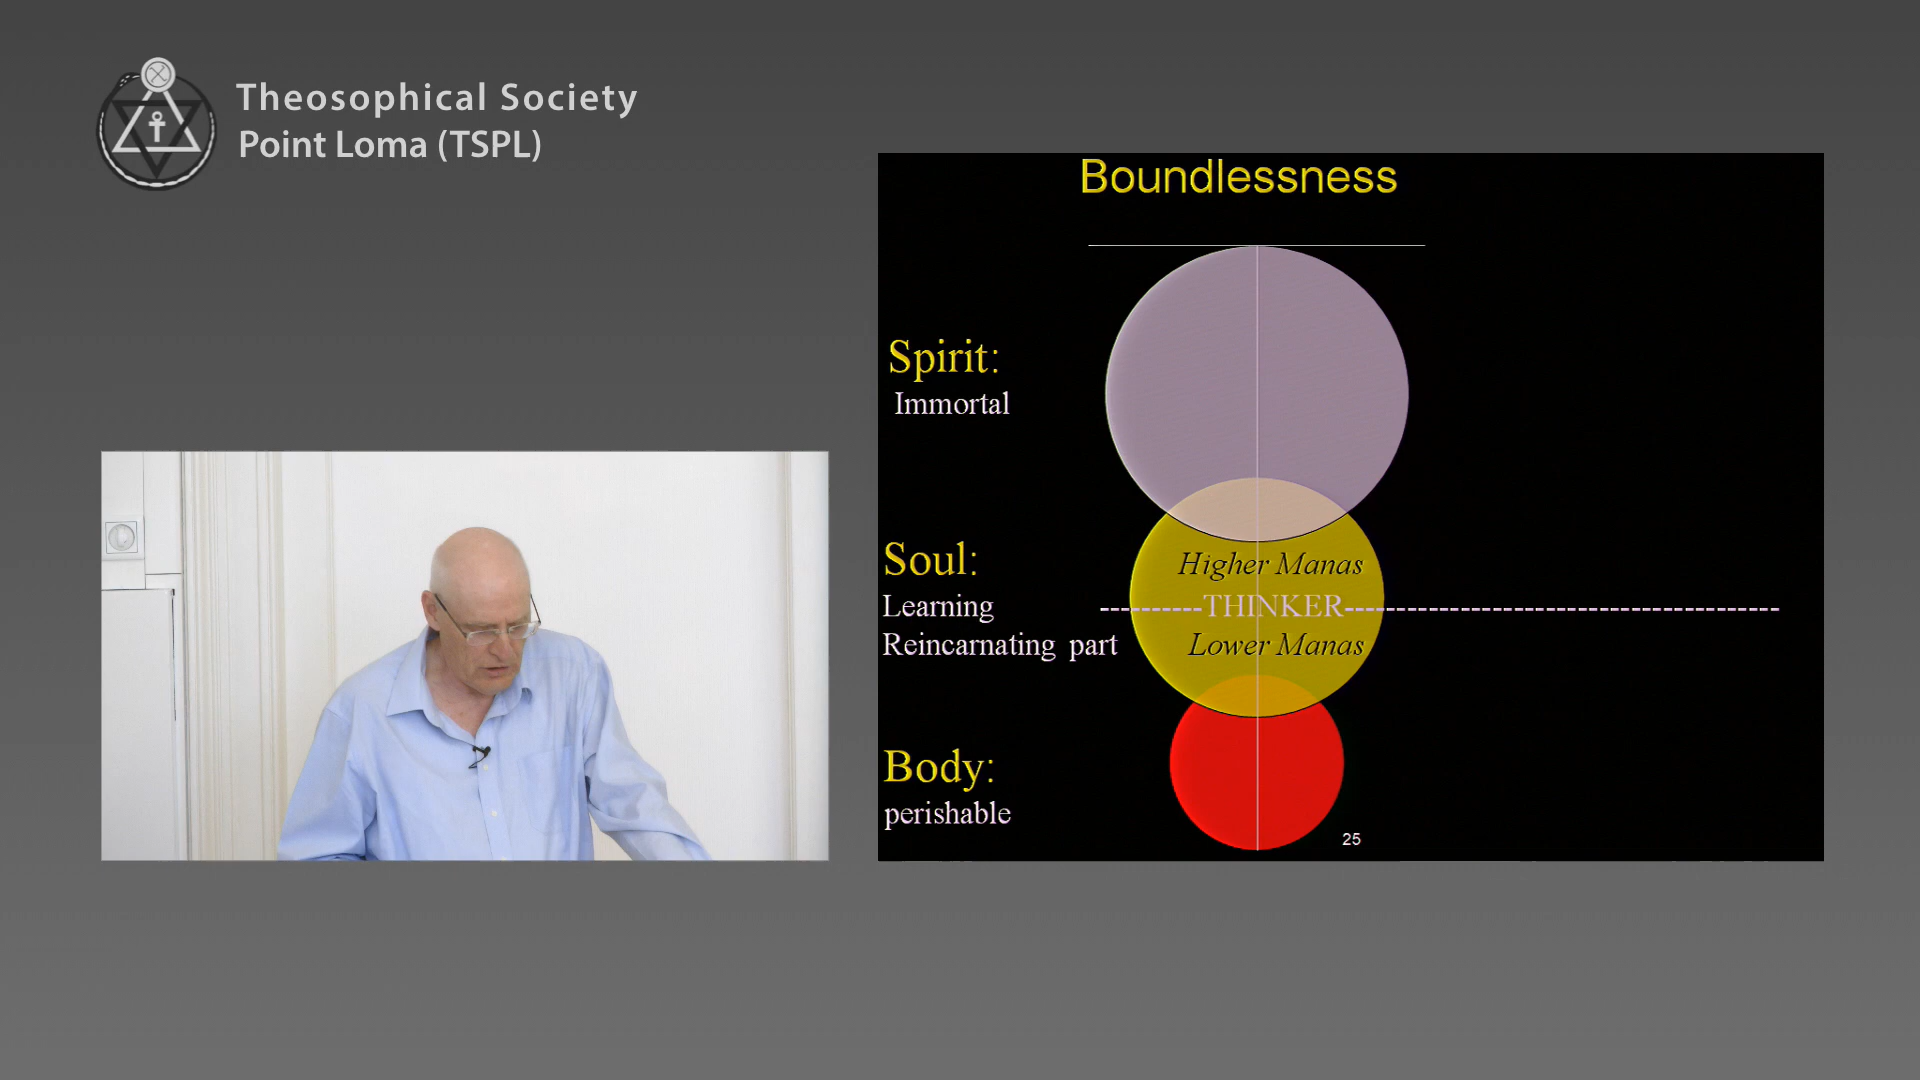 Theosophical Society
Point Loma (TSPL)
Boundlessness
Spirit:
Immortal
Soul:
Learning
Reincarnating part
Higher Manas
----------THINKER-------------------------------------------
Lower Manas
Body:
perishable
25